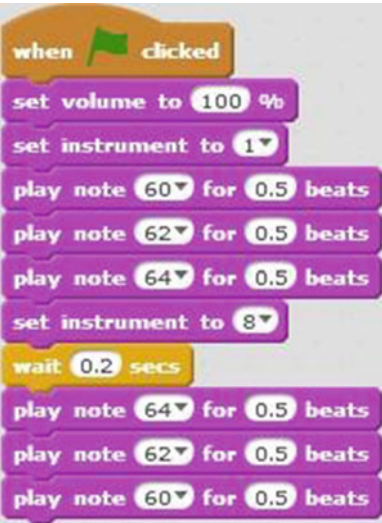 when clicked
set volume to 100 %
set instrument to 1
play note 60 for 0.5 beats
play note 62 for 0.5 beats
play note 64 for 0.5 beats
set instrument to 8
wait 0.2 secs
play note 64 for 0.5 beats
play note 62 for 0.5 beats
play note 60 for 0.5 beats